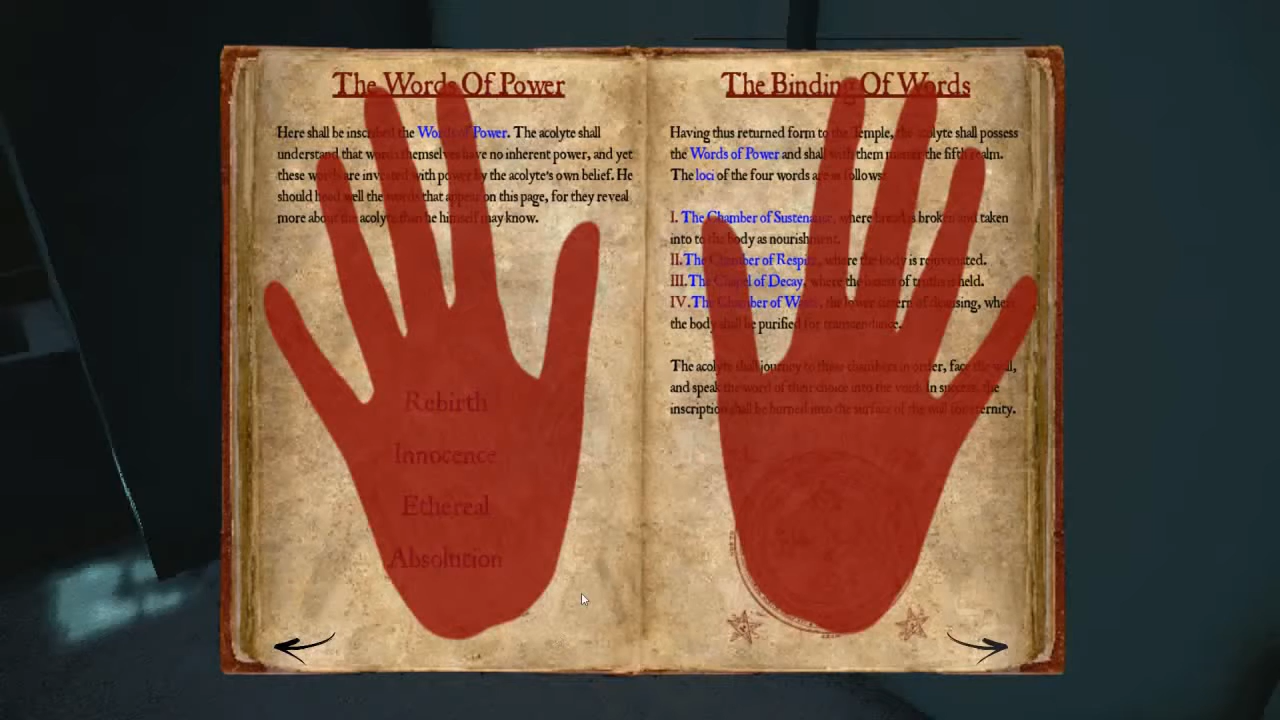 The Words Of Power
Here shall be inscribed the Words of Power. The acolyte shall
understand that words themselves have no inherent power, and yet
these words are invested with power by the acolyte's own belief. He
should heed well the words that appear on this page, for they reveal
more about the acolyte than he himself may know.
Rebirth
Innocence
Ethereal
Absolution
The Binding Of Words
Having thus returned form to the Temple, the acolyte shall possess
the Words of Power and shall with them master the fifth realm.
The loci of the four words are as follows:
I. The Chamber of Sustenance, where bread is broken and taken
into to the body as nourishment.
II. The Chamber of Respite, where the body is rejuvenated.
III. The Chapel of Decay, where the honest of truths is held.
IV. The Chamber of Waste, the lower cistern of cleansing, where
the body shall be purified for transcendance.
The acolyte shall journey to these chambers in order, face the wall,
and speak the word of their choice into the void. In success, the
inscription shall be burned into the surface of the wall for eternity.